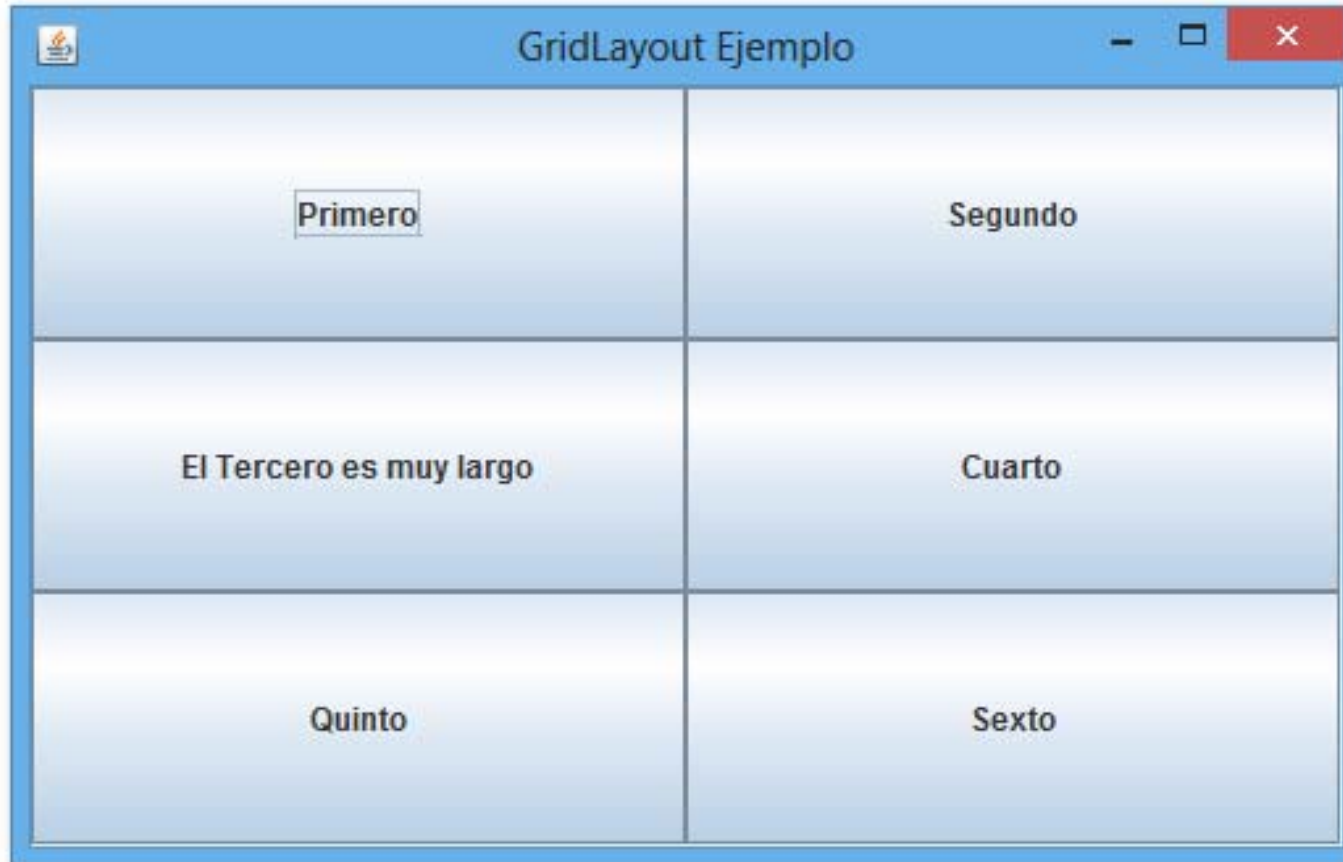 GridLayout Ejemplo
Primero
Segundo
El Tercero es muy largo
Cuarto
Quinto
Sexto